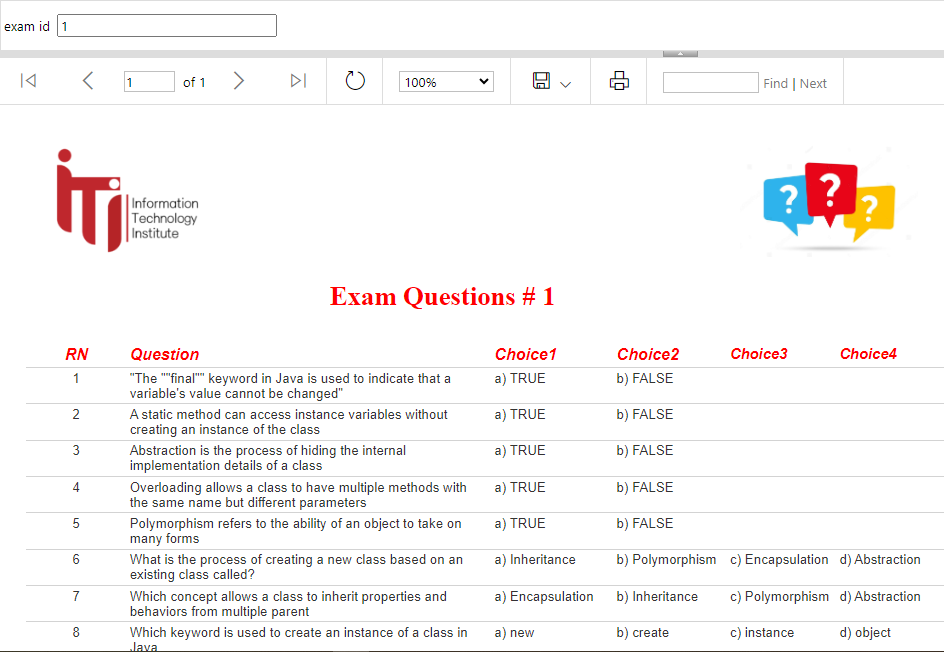 exam id 1
1 of 1 100% Find | Next
Information
Technology
Institute
iTi
? ? ?
Exam Questions # 1
RN Question Choice1 Choice2 Choice3 Choice4
1 "The ""final"" keyword in Java is used to indicate that a a) TRUE b) FALSE
variable's value cannot be changed"
2 A static method can access instance variables without a) TRUE b) FALSE
creating an instance of the class
3 Abstraction is the process of hiding the internal a) TRUE b) FALSE
implementation details of a class
4 Overloading allows a class to have multiple methods with a) TRUE b) FALSE
the same name but different parameters
5 Polymorphism refers to the ability of an object to take on a) TRUE b) FALSE
many forms
6 What is the process of creating a new class based on an a) Inheritance b) Polymorphism c) Encapsulation d) Abstraction
existing class called?
7 Which concept allows a class to inherit properties and a) Encapsulation b) Inheritance c) Polymorphism d) Abstraction
behaviors from multiple parent
8 Which keyword is used to create an instance of a class in a) new b) create c) instance d) object
Java